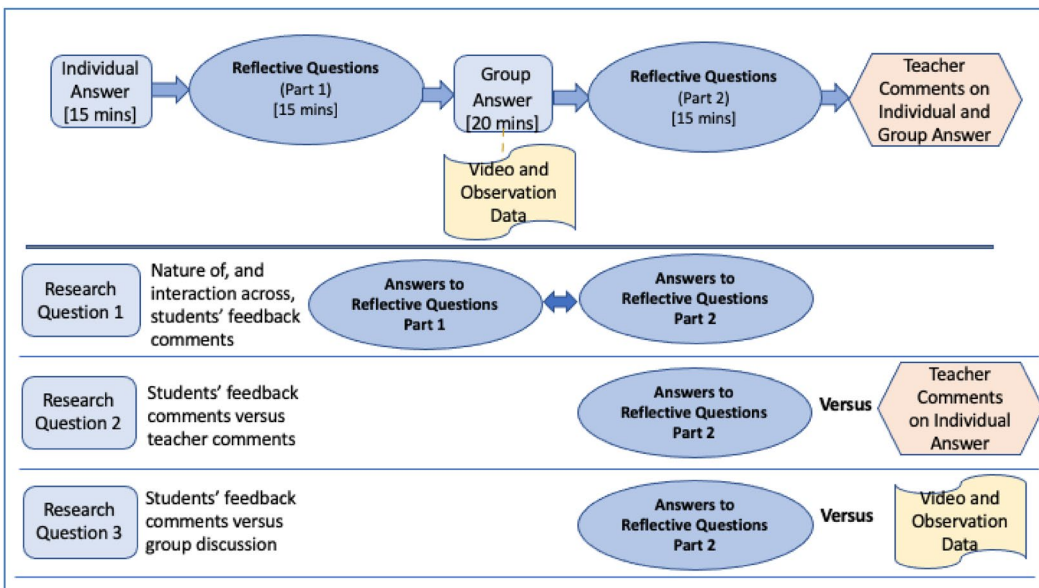 Individual
Answer
[15 mins]
Reflective Questions
(Part 1)
[15 mins]
Group
Answer
[20 mins]
Reflective Questions
(Part 2)
[15 mins]
Teacher
Comments on
Individual and
Group Answer
Video and
Observation
Data
Research
Question 1
Nature of, and
interaction across,
students’ feedback
comments
Answers to
Reflective Questions
Part 1
Answers to
Reflective Questions
Part 2
Research
Question 2
Students’ feedback
comments versus
teacher comments
Answers to
Reflective Questions
Part 2
Versus
Teacher
Comments
on Individual
Answer
Research
Question 3
Students’ feedback
comments versus
group discussion
Answers to
Reflective Questions
Part 2
Versus
Video and
Observation
Data